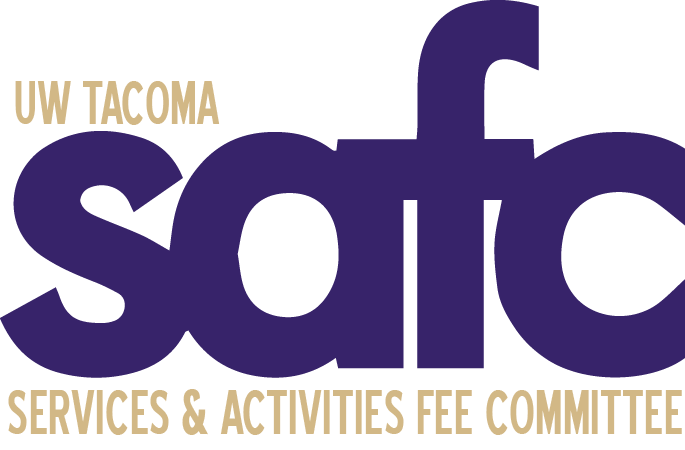 UW TACOMA
safc
SERVICES & ACTIVITIES FEE COMMITTEE